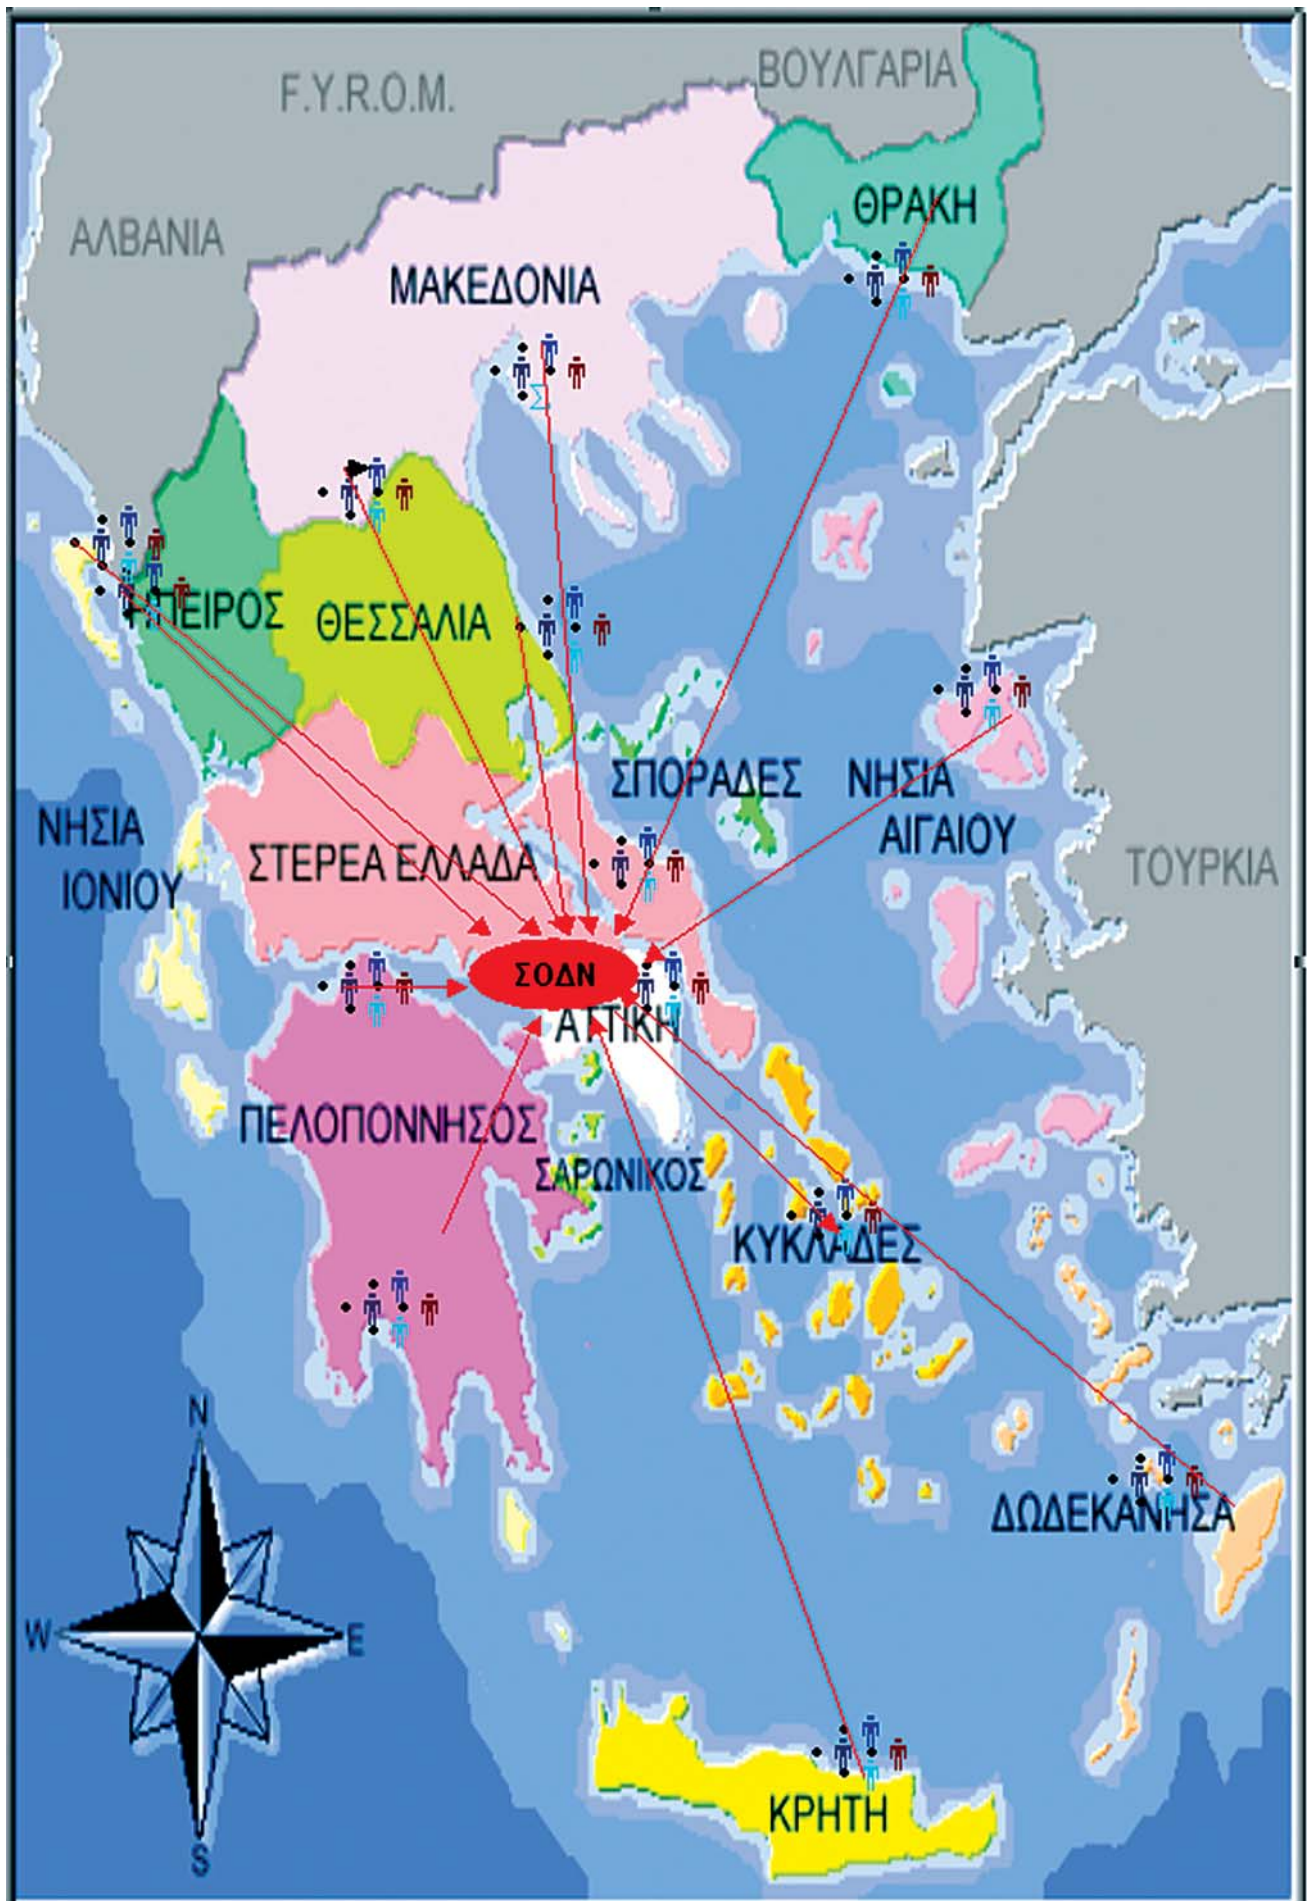 F.Y.R.O.M.
ΒΟΥΛΓΑΡΙΑ
ΑΛΒΑΝΙΑ
ΘΡΑΚΗ
ΜΑΚΕΔΟΝΙΑ
ΗΠΕΙΡΟΣ
ΘΕΣΣΑΛΙΑ
ΣΠΟΡΑΔΕΣ
ΝΗΣΙΑ
ΑΙΓΑΙΟΥ
ΝΗΣΙΑ
ΙΟΝΙΟΥ
ΣΤΕΡΕΑ ΕΛΛΑΔΑ
ΤΟΥΡΚΙΑ
ΣΟΔΝ
ΑΤΤΙΚΗ
ΠΕΛΟΠΟΝΝΗΣΟΣ
ΣΑΡΩΝΙΚΟΣ
ΚΥΚΛΑΔΕΣ
ΔΩΔΕΚΑΝΗΣΑ
N
W
E
S
ΚΡΗΤΗ